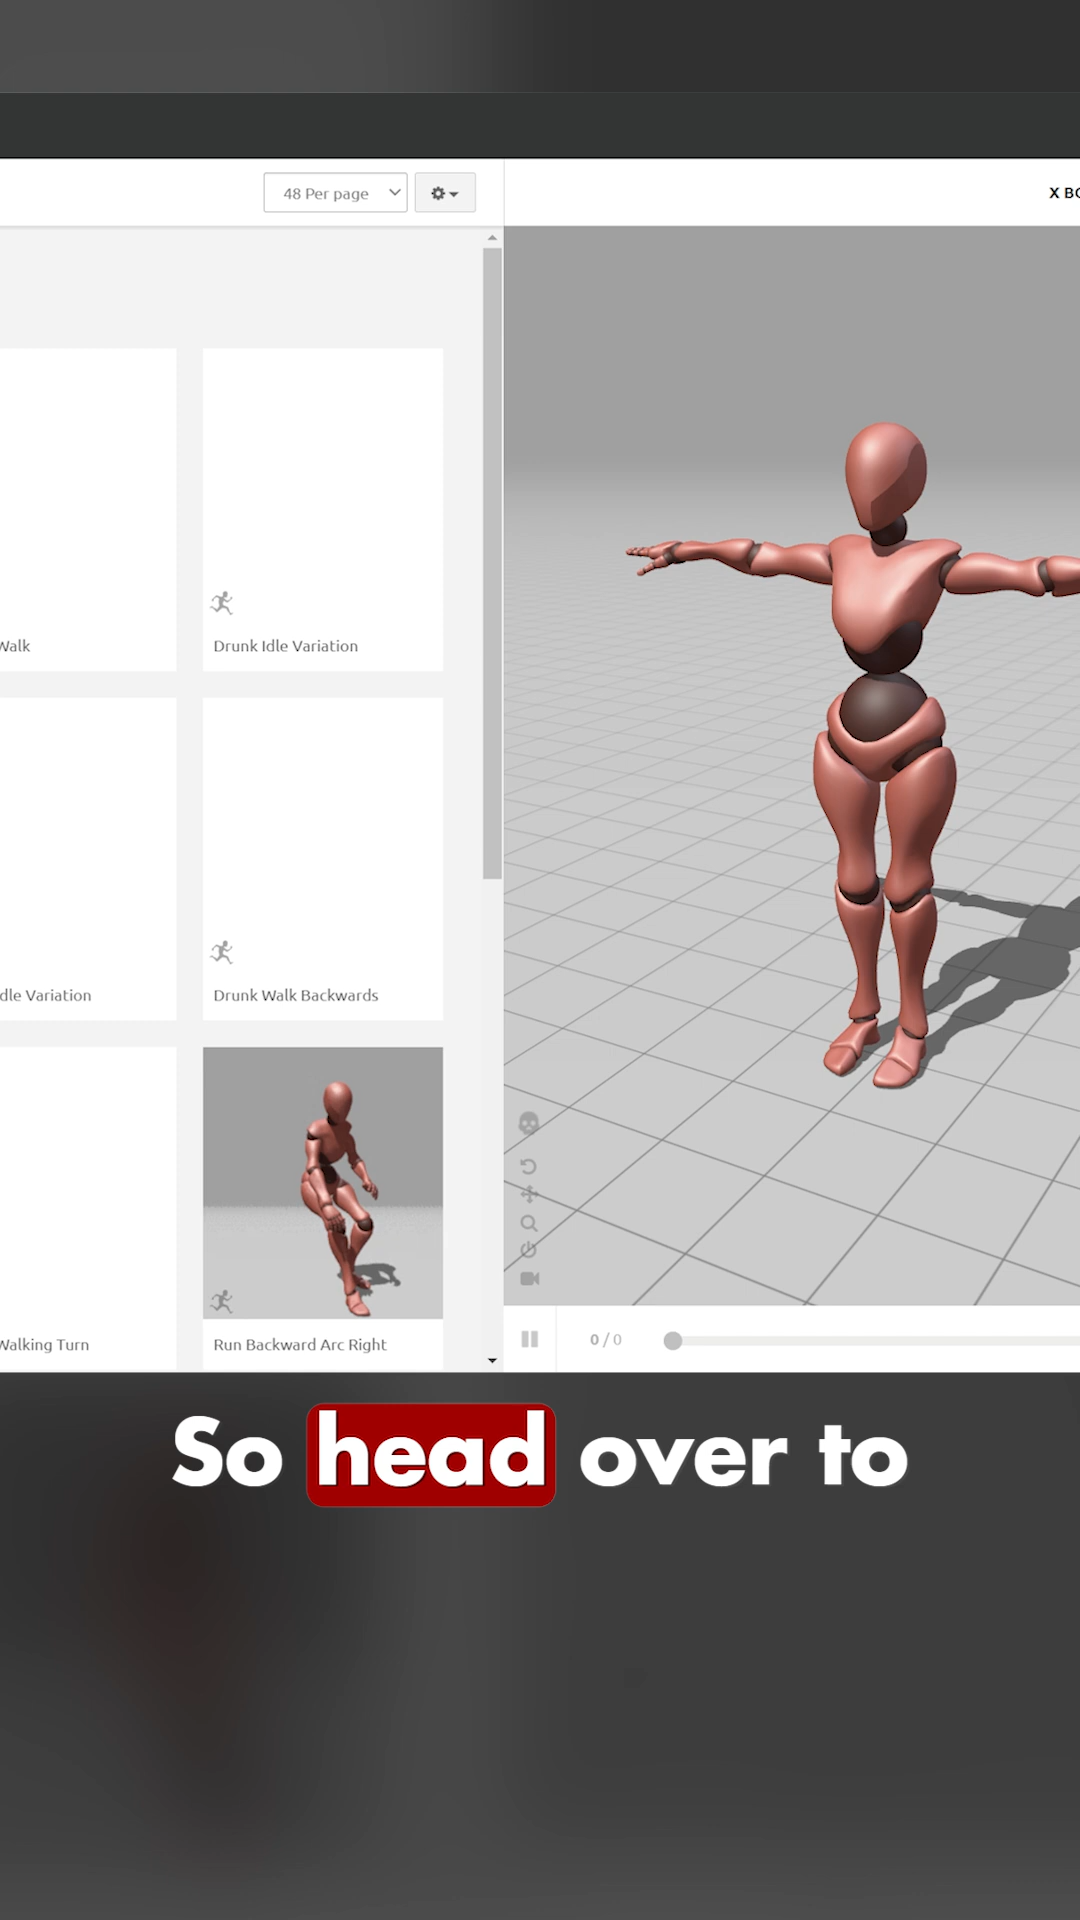 48 Per page
X BO
Walk
Drunk Idle Variation
dle Variation
Drunk Walk Backwards
Walking Turn
Run Backward Arc Right
0 / 0
So head over to